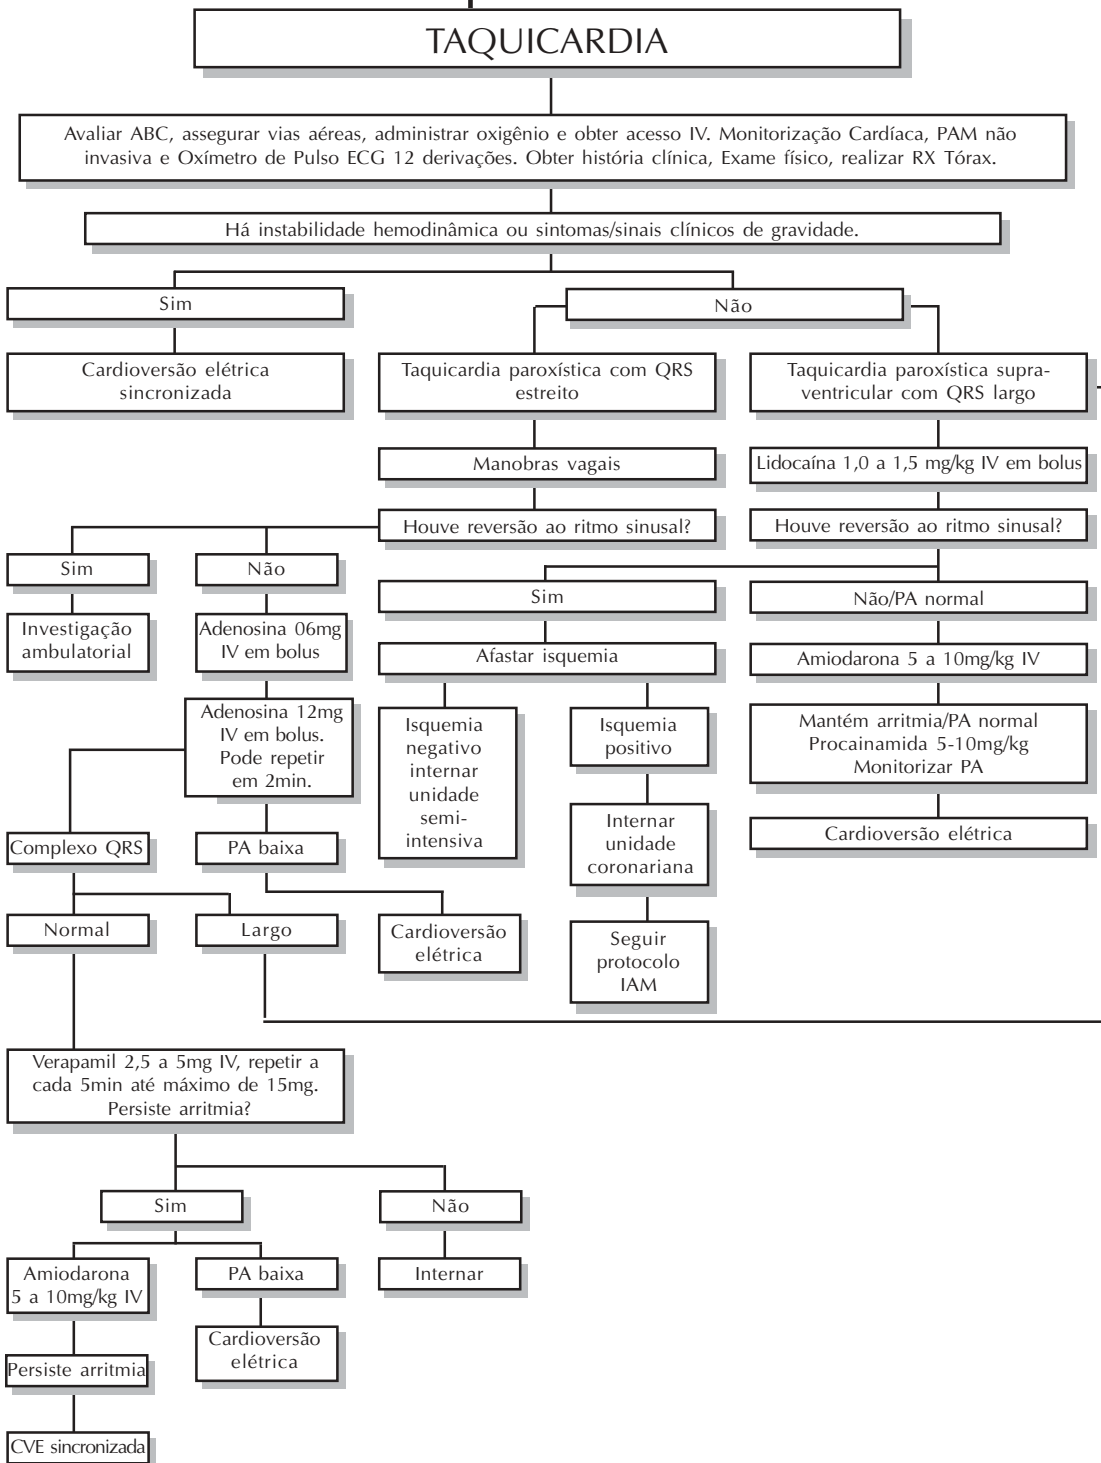 TAQUICARDIA
Avaliar ABC, assegurar vias aéreas, administrar oxigênio e obter acesso IV. Monitorização Cardíaca, PAM não
invasiva e Oxímetro de Pulso ECG 12 derivações. Obter história clínica, Exame físico, realizar RX Tórax.
Há instabilidade hemodinâmica ou sintomas/sinais clínicos de gravidade.
Sim
Não
Cardioversão elétrica
sincronizada
Taquicardia paroxística com QRS
estreito
Taquicardia paroxística supra-
ventricular com QRS largo
Manobras vagais
Lidocaína 1,0 a 1,5 mg/kg IV em bolus
Houve reversão ao ritmo sinusal?
Houve reversão ao ritmo sinusal?
Sim
Não
Sim
Não/PA normal
Investigação
ambulatorial
Adenosina 06mg
IV em bolus
Afastar isquemia
Amiodarona 5 a 10mg/kg IV
Adenosina 12mg
IV em bolus.
Pode repetir
em 2min.
Isquemia
negativo
internar
unidade
semi-
intensiva
Isquemia
positivo
Mantém arritmia/PA normal
Procainamida 5-10mg/kg
Monitorizar PA
Internar
unidade
coronariana
Cardioversão elétrica
Complexo QRS
PA baixa
Normal
Largo
Cardioversão
elétrica
Seguir
protocolo
IAM
Verapamil 2,5 a 5mg IV, repetir a
cada 5min até máximo de 15mg.
Persiste arritmia?
Sim
Não
Amiodarona
5 a 10mg/kg IV
PA baixa
Internar
Cardioversão
elétrica
Persiste arritmia
CVE sincronizada